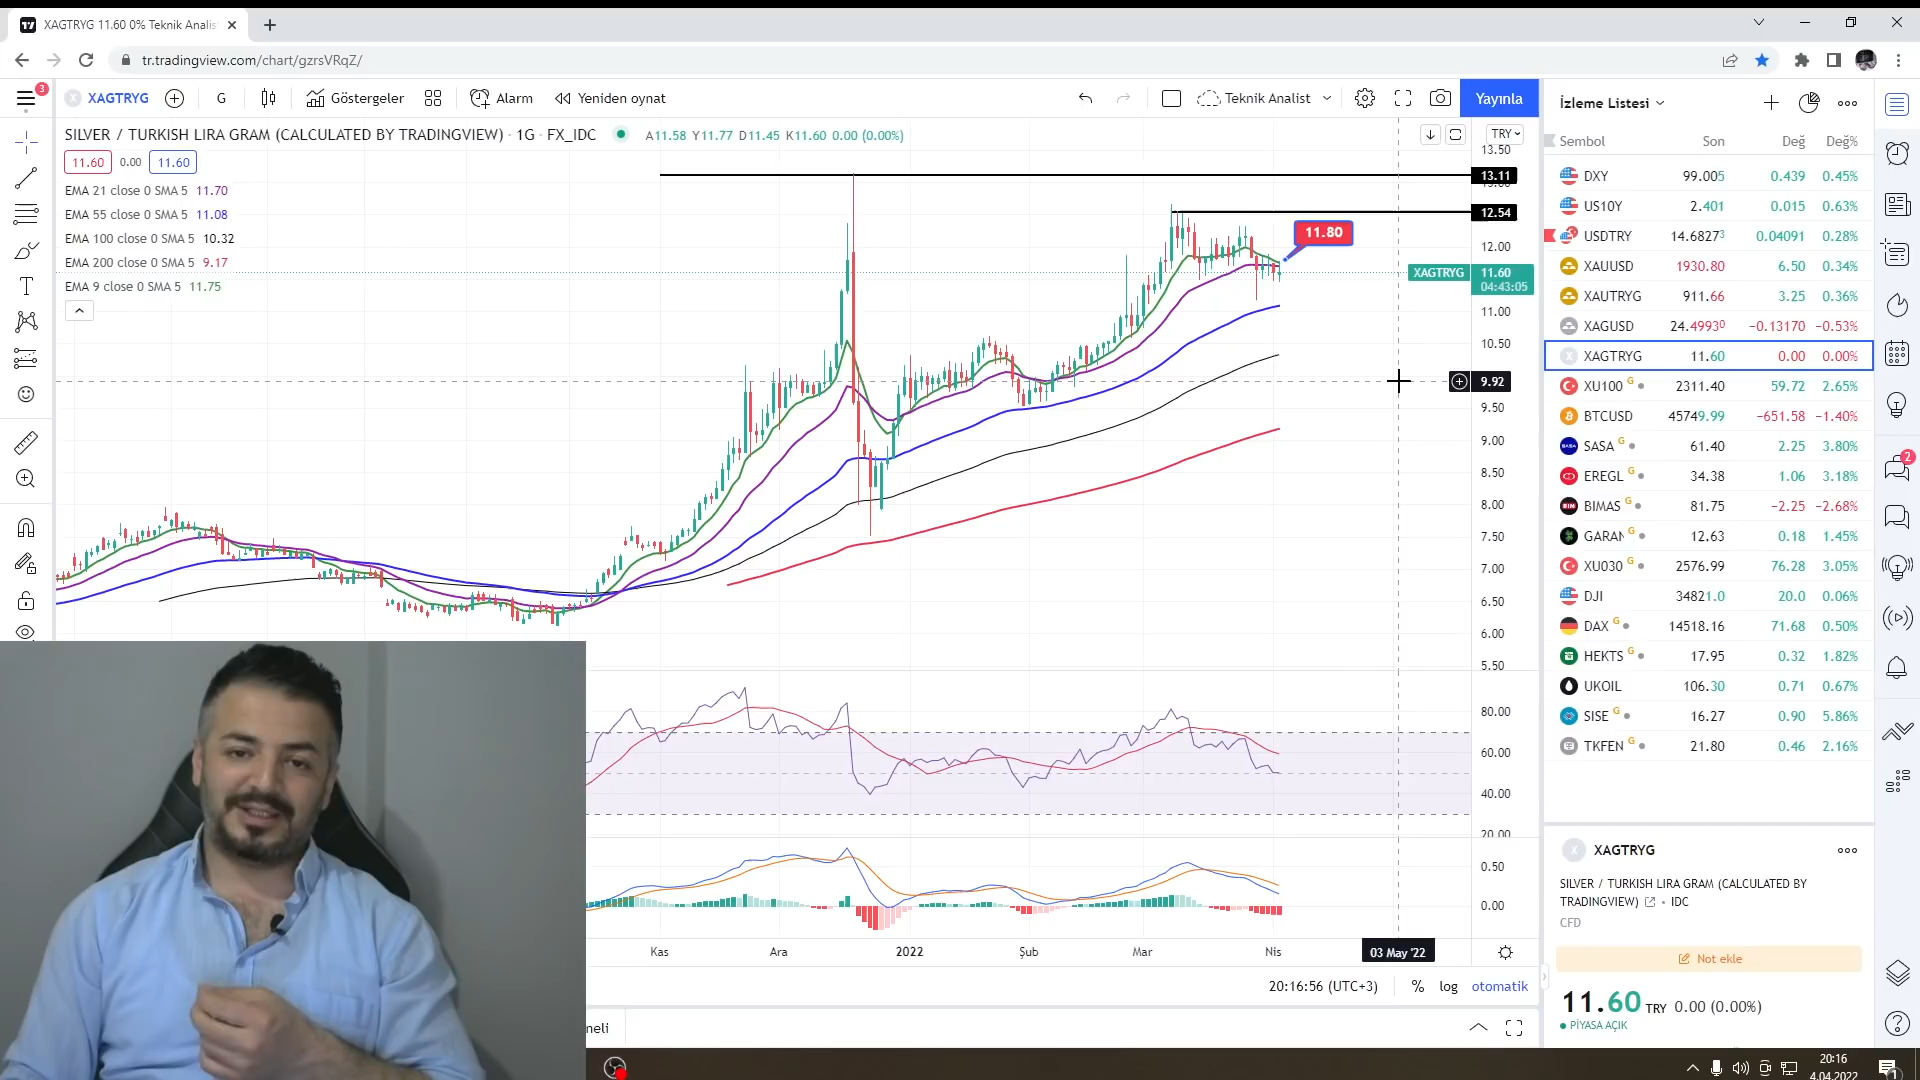 XAGTRYG 11.60 0% Teknik Analis
tr.tradingview.com/chart/gzrsVRqZ/
3
XAGTRYG
G
Göstergeler
Alarm
Yeniden oynat
Teknik Analist
Yayınla
SILVER / TURKISH LIRA GRAM (CALCULATED BY TRADINGVIEW) · 1G · FX_IDC
A11.58 Y11.77 D11.45 K11.60 0.00 (0.00%)
TRY
11.60 0.00 11.60
EMA 21 close 0 SMA 5 11.70
EMA 55 close 0 SMA 5 11.08
EMA 100 close 0 SMA 5 10.32
EMA 200 close 0 SMA 5 9.17
EMA 9 close 0 SMA 5 11.75
11.80
13.50
13.11
12.54
12.00
XAGTRYG 11.60
04:43:05
11.00
10.50
9.92
9.50
9.00
8.50
8.00
7.50
7.00
6.50
6.00
5.50
80.00
60.00
40.00
20.00
0.50
0.00
Kas Ara 2022 Şub Mar Nis 03 May '22
20:16:56 (UTC+3) % log otomatik
neli
İzleme Listesi
Sembol Son Değ Değ%
DXY 99.005 0.439 0.45%
US10Y 2.401 0.015 0.63%
USDTRY 14.6827³ 0.04091 0.28%
XAUUSD 1930.80 6.50 0.34%
XAUTRYG 911.66 3.25 0.36%
XAGUSD 24.4993⁰ −0.13170 −0.53%
XAGTRYG 11.60 0.00 0.00%
XU100 G 2311.40 59.72 2.65%
BTCUSD 45749.99 −651.58 −1.40%
SASA G 61.40 2.25 3.80%
EREGL G 34.38 1.06 3.18%
BIMAS G 81.75 −2.25 −2.68%
GARAN G 12.63 0.18 1.45%
XU030 G 2576.99 76.28 3.05%
DJI 34821.0 20.0 0.06%
DAX G 14518.16 71.68 0.50%
HEKTS G 17.95 0.32 1.82%
UKOIL 106.30 0.71 0.67%
SISE G 16.27 0.90 5.86%
TKFEN G 21.80 0.46 2.16%
2
XAGTRYG
SILVER / TURKISH LIRA GRAM (CALCULATED BY
TRADINGVIEW) • IDC
CFD
Not ekle
11.60 TRY 0.00 (0.00%)
PİYASA AÇIK
20:16
4.04.2022
1